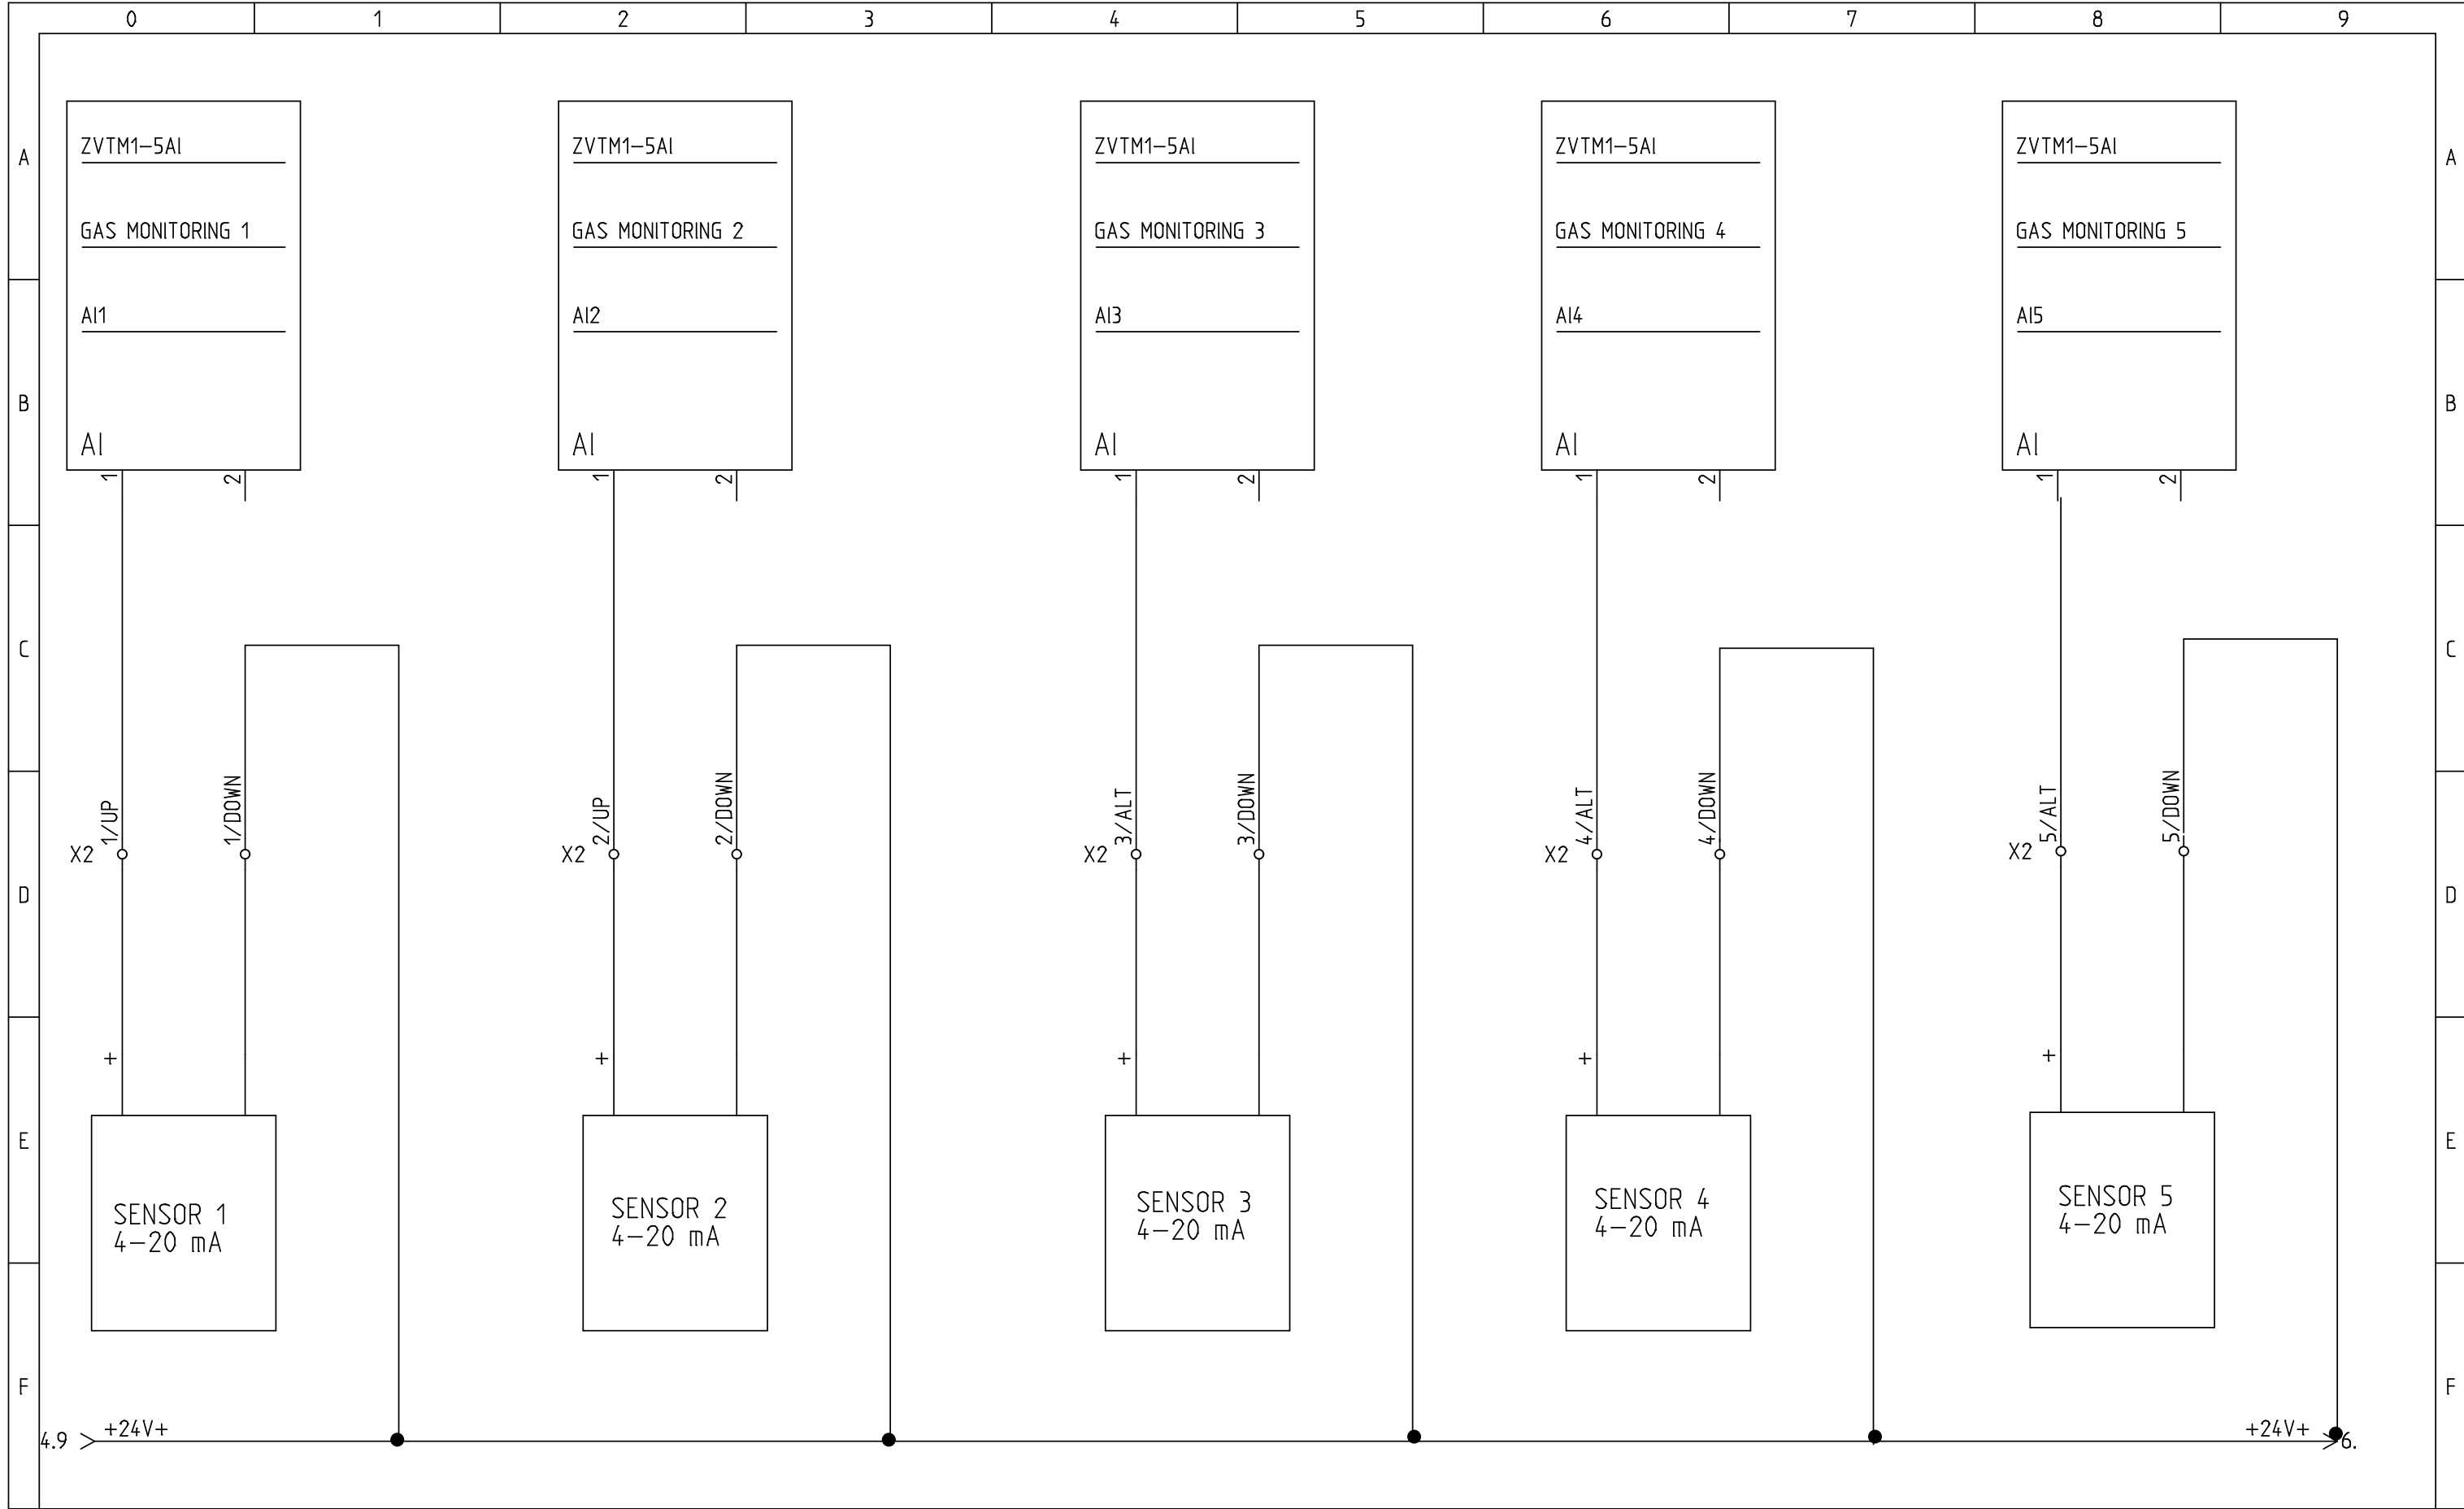 0 1 2 3 4 5 6 7 8 9
A ZVTM1-5AI ZVTM1-5AI ZVTM1-5AI ZVTM1-5AI ZVTM1-5AI A
GAS MONITORING 1 GAS MONITORING 2 GAS MONITORING 3 GAS MONITORING 4 GAS MONITORING 5
AI1 AI2 AI3 AI4 AI5
B B
AI AI AI AI AI
1 2 1 2 1 2 1 2 1 2
C C
1/UP 1/DOWN 2/UP 2/DOWN 3/ALT 3/DOWN 4/ALT 4/DOWN 5/ALT 5/DOWN
X2 X2 X2 X2 X2
D D
+ + + + +
E E
SENSOR 1 SENSOR 2 SENSOR 3 SENSOR 4 SENSOR 5
4-20 mA 4-20 mA 4-20 mA 4-20 mA 4-20 mA
F F
+24V+ +24V+
4.9 6.